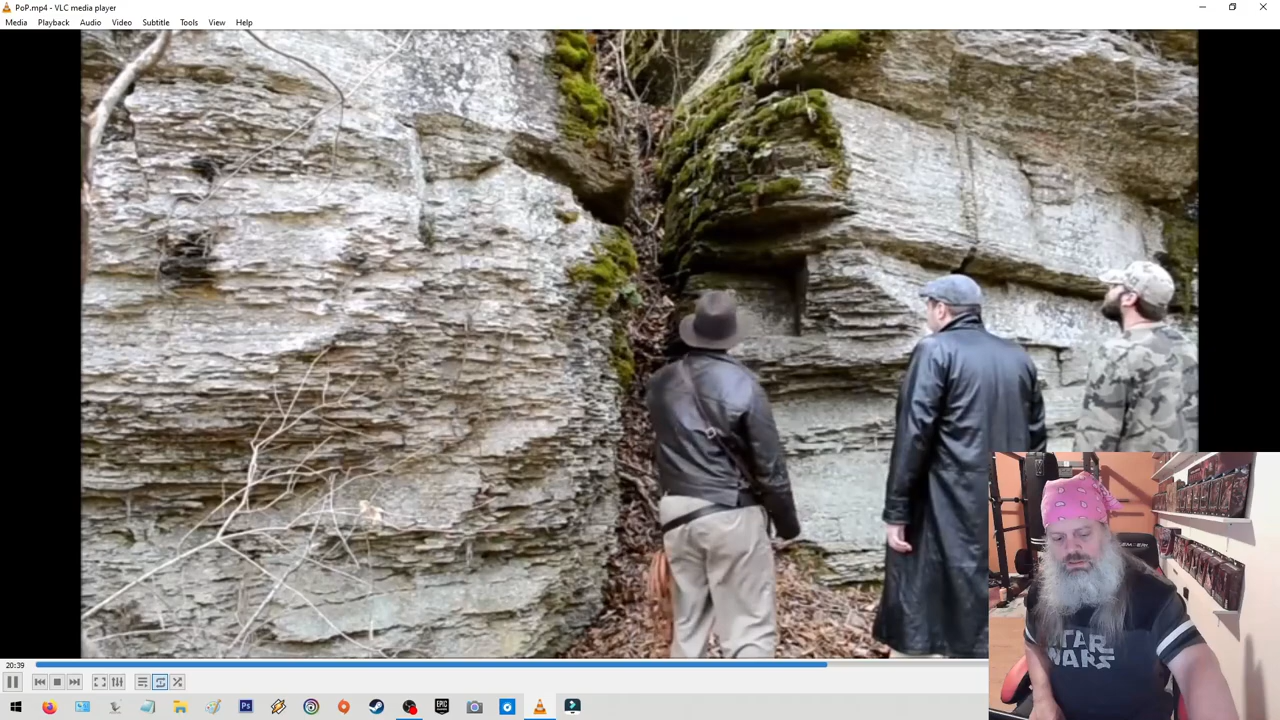 PoP.mp4 - VLC media player
Media Playback Audio Video Subtitle Tools View Help
STAR
WARS
20:39